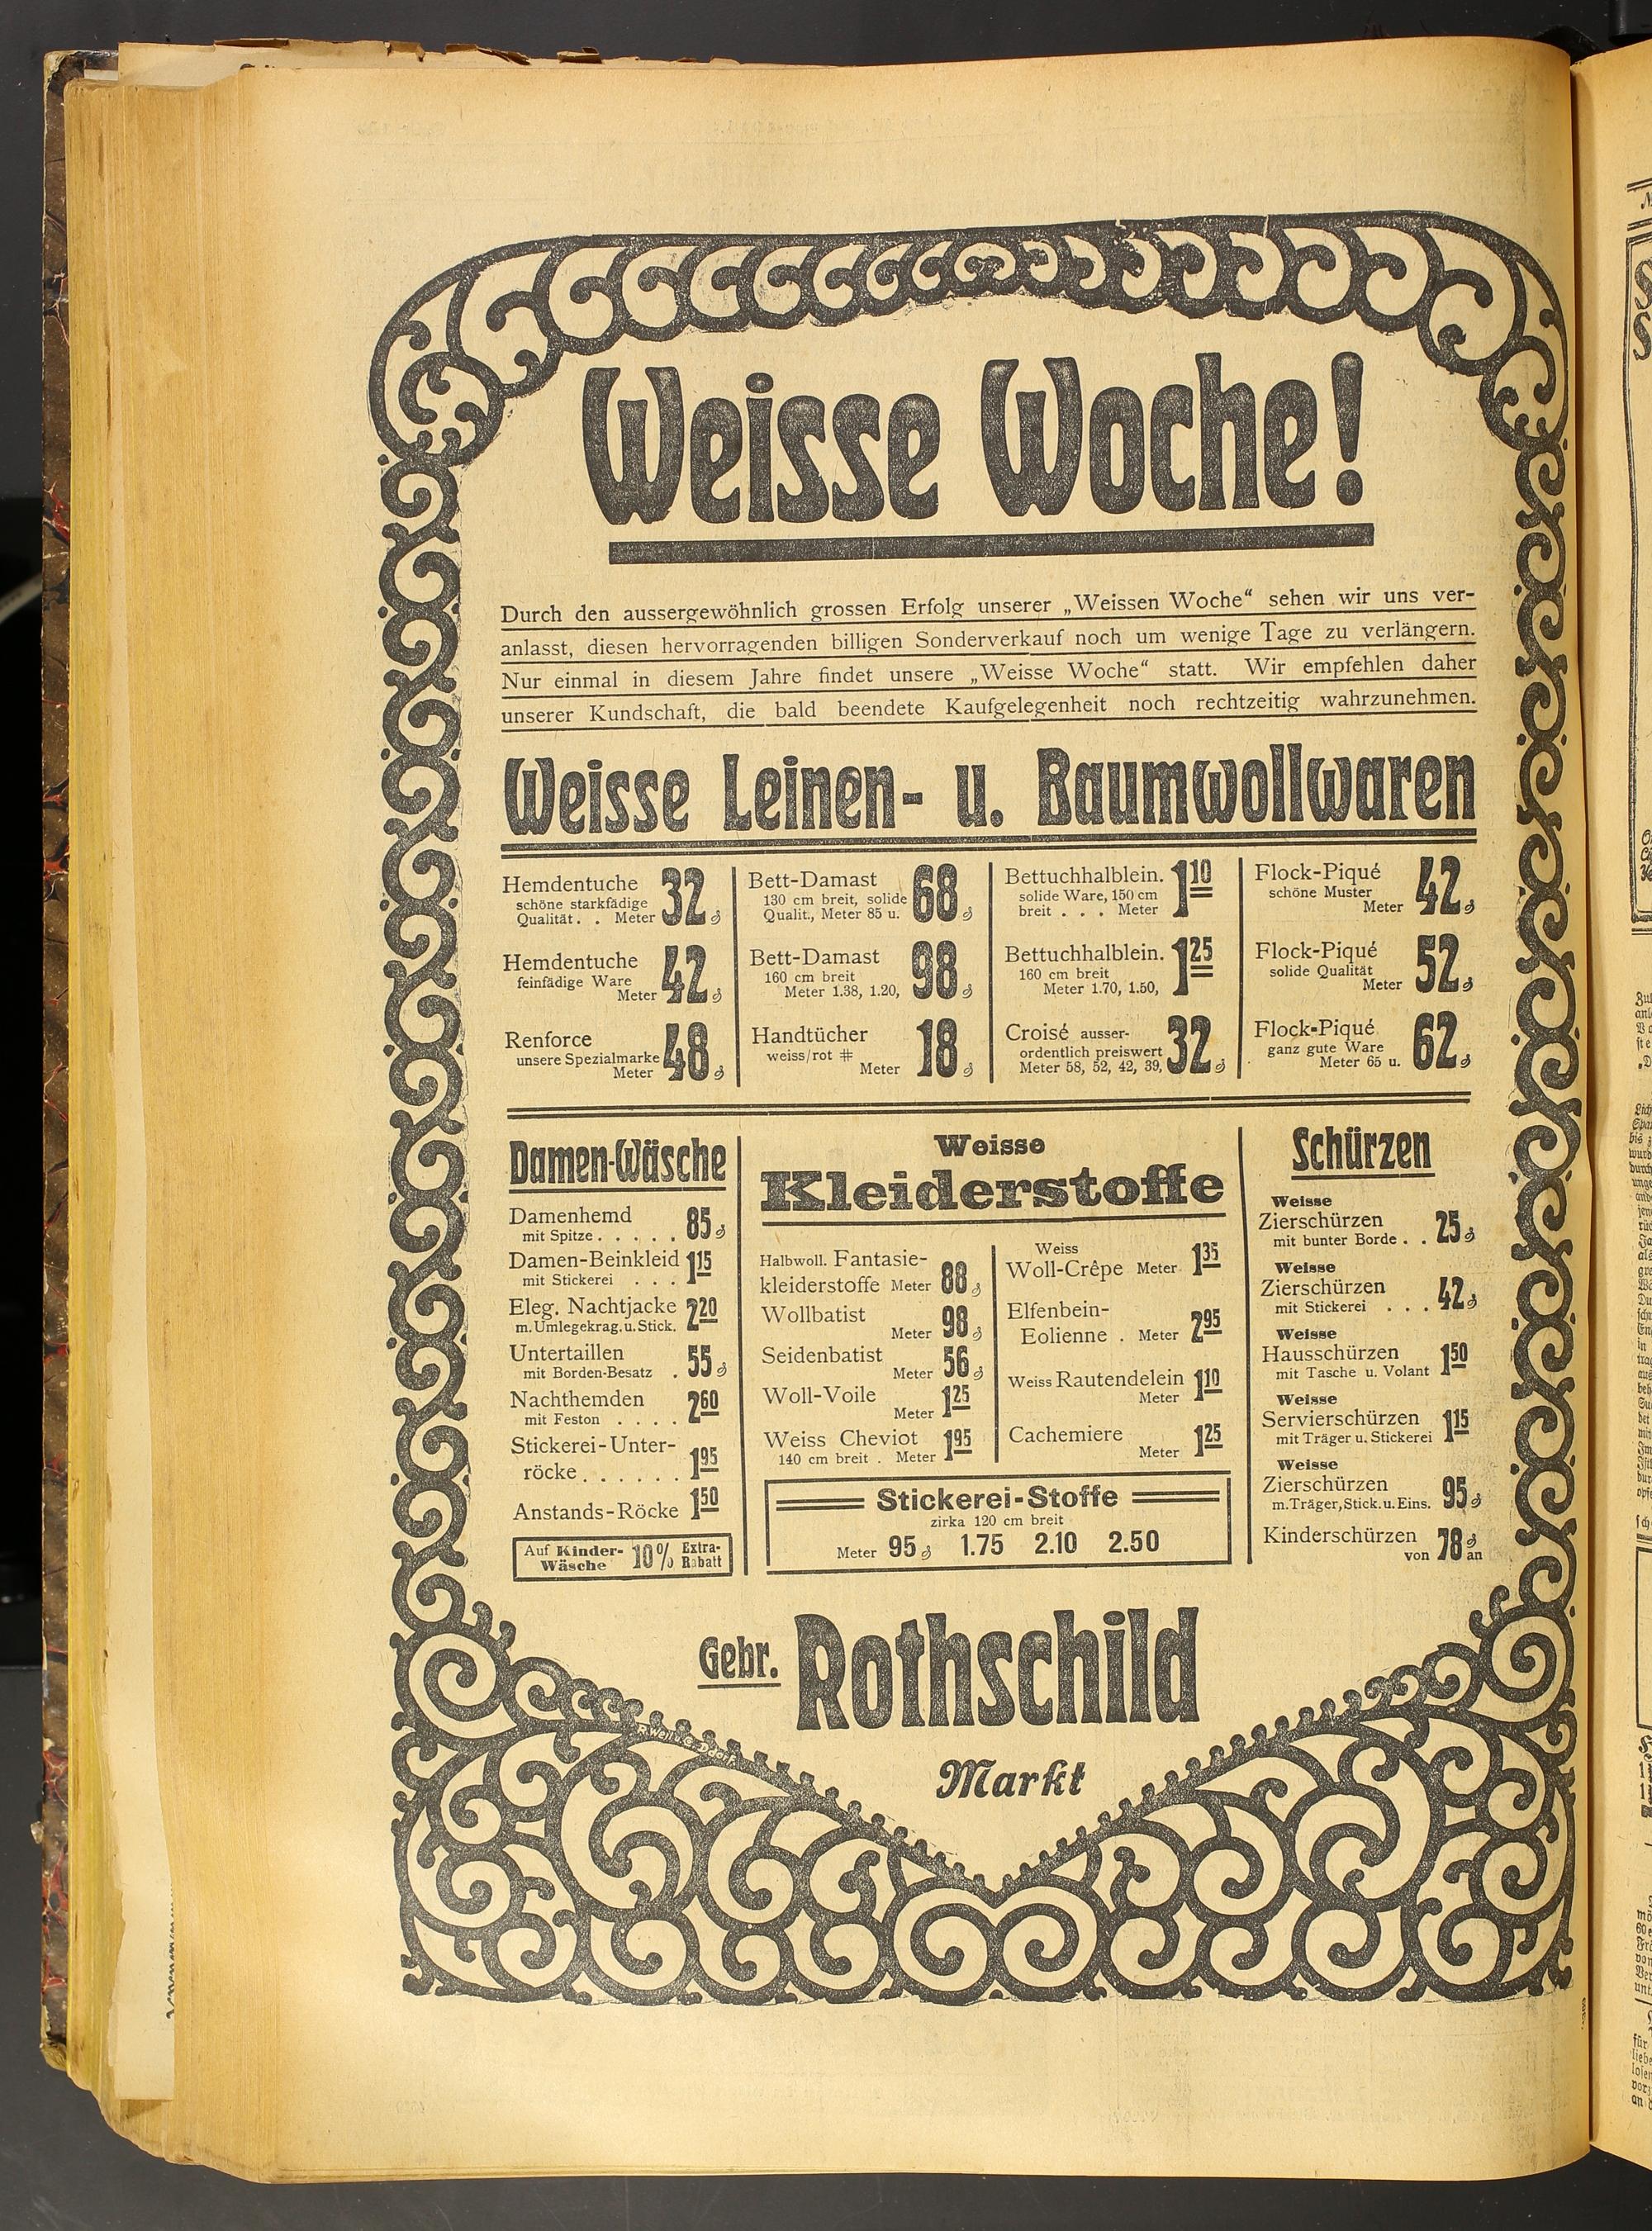 Weisse Woche!
Durch den aussergewöhnlich grossen Erfolg unserer „Weissen Woche“ sehen wir uns ver-
anlasst, diesen hervorragenden billigen Sonderverkauf noch um wenige Tage zu verlängern.
Nur einmal in diesem Jahre findet unsere „Weisse Woche“ statt. Wir empfehlen daher
unserer Kundschaft, die bald beendete Kaufgelegenheit noch rechtzeitig wahrzunehmen.
Weisse Leinen- u. Baumwollwaren
Hemdentuche
schöne starkfädige
Qualität . . Meter 32 ₰
Hemdentuche
feinfädige Ware
Meter 42 ₰
Renforce
unsere Spezialmarke
Meter 48 ₰
Bett-Damast
130 cm breit, solide
Qualit., Meter 85 u. 68 ₰
Bett-Damast
160 cm breit
Meter 1.38, 1.20, 98 ₰
Handtücher
weiss/rot #
Meter 18 ₰
Bettuchhalblein.
solide Ware, 150 cm
breit . . . Meter 1 10
Bettuchhalblein.
160 cm breit
Meter 1.70, 1.50, 1 25
Croisé ausser-
ordentlich preiswert
Meter 58, 52, 42, 39, 32 ₰
Flock-Piqué
schöne Muster
Meter 42 ₰
Flock-Piqué
solide Qualität
Meter 52 ₰
Flock-Piqué
ganz gute Ware
Meter 65 u. 62 ₰
Damen-Wäsche
Damenhemd
mit Spitze . . . . . 85 ₰
Damen-Beinkleid
mit Stickerei . . . 1 15
Eleg. Nachtjacke
m. Umlegekrag. u. Stick. 2 20
Untertaillen
mit Borden-Besatz . 55 ₰
Nachthemden
mit Feston . . . . 2 60
Stickerei-Unter-
röcke . . . . . . 1 95
Anstands-Röcke 1 50
Auf Kinder-
Wäsche 10% Extra-
Rabatt
Weisse
Kleiderstoffe
Halbwoll. Fantasie-
kleiderstoffe Meter 88 ₰
Wollbatist
Meter 98 ₰
Seidenbatist
Meter 56 ₰
Woll-Voile
Meter 1 25
Weiss Cheviot
140 cm breit . Meter 1 95
Weiss
Woll-Crêpe Meter 1 35
Elfenbein-
Eolienne . Meter 2 95
Weiss Rautendelein
Meter 1 10
Cachemiere
Meter 1 25
Stickerei-Stoffe
zirka 120 cm breit
Meter 95 ₰ 1.75 2.10 2.50
Schürzen
Weisse
Zierschürzen
mit bunter Borde . . 25 ₰
Weisse
Zierschürzen
mit Stickerei . . . 42 ₰
Weisse
Hausschürzen
mit Tasche u. Volant 1 50
Weisse
Servierschürzen
mit Träger u. Stickerei 1 15
Weisse
Zierschürzen
m. Träger, Stick. u. Eins. 95 ₰
Kinderschürzen
von 78 ₰ an
Gebr. Rothschild
Markt